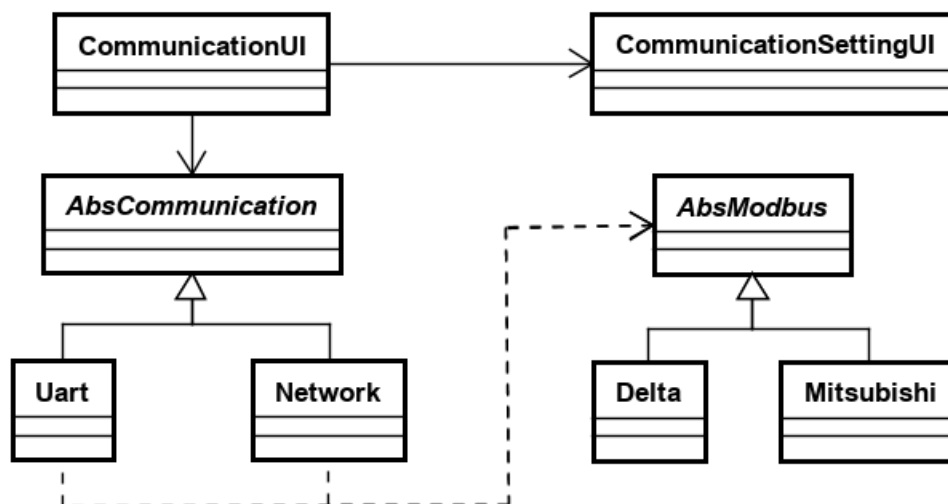 CommunicationUI
CommunicationSettingUI
AbsCommunication
AbsModbus
Uart
Network
Delta
Mitsubishi